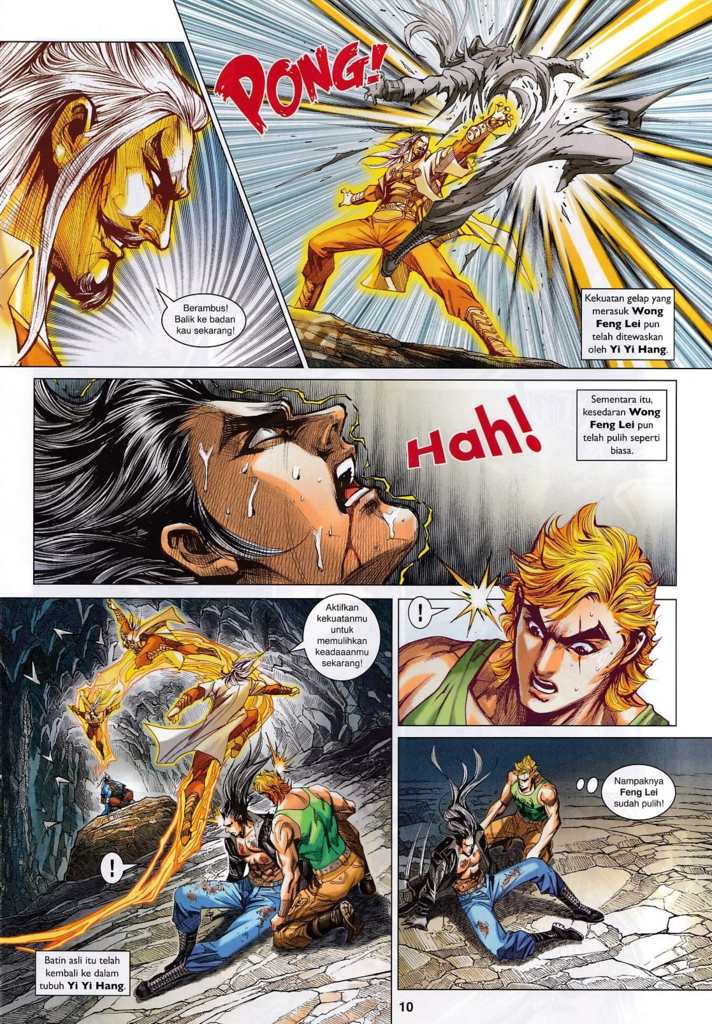 PONG!
Berambus!
Balik ke badan
kau sekarang!
Kekuatan gelap yang
merasuk Wong
Feng Lei pun
telah ditewaskan
oleh Yi Yi Hang.
Hah!
Sementara itu,
kesedaran Wong
Feng Lei pun
telah pulih seperti
biasa.
Aktifkan
kekuatanmu
untuk
memulihkan
keadaaanmu
sekarang!
!
!
Batin asli itu telah
kembali ke dalam
tubuh Yi Yi Hang.
Nampaknya
Feng Lei
sudah pulih!
10